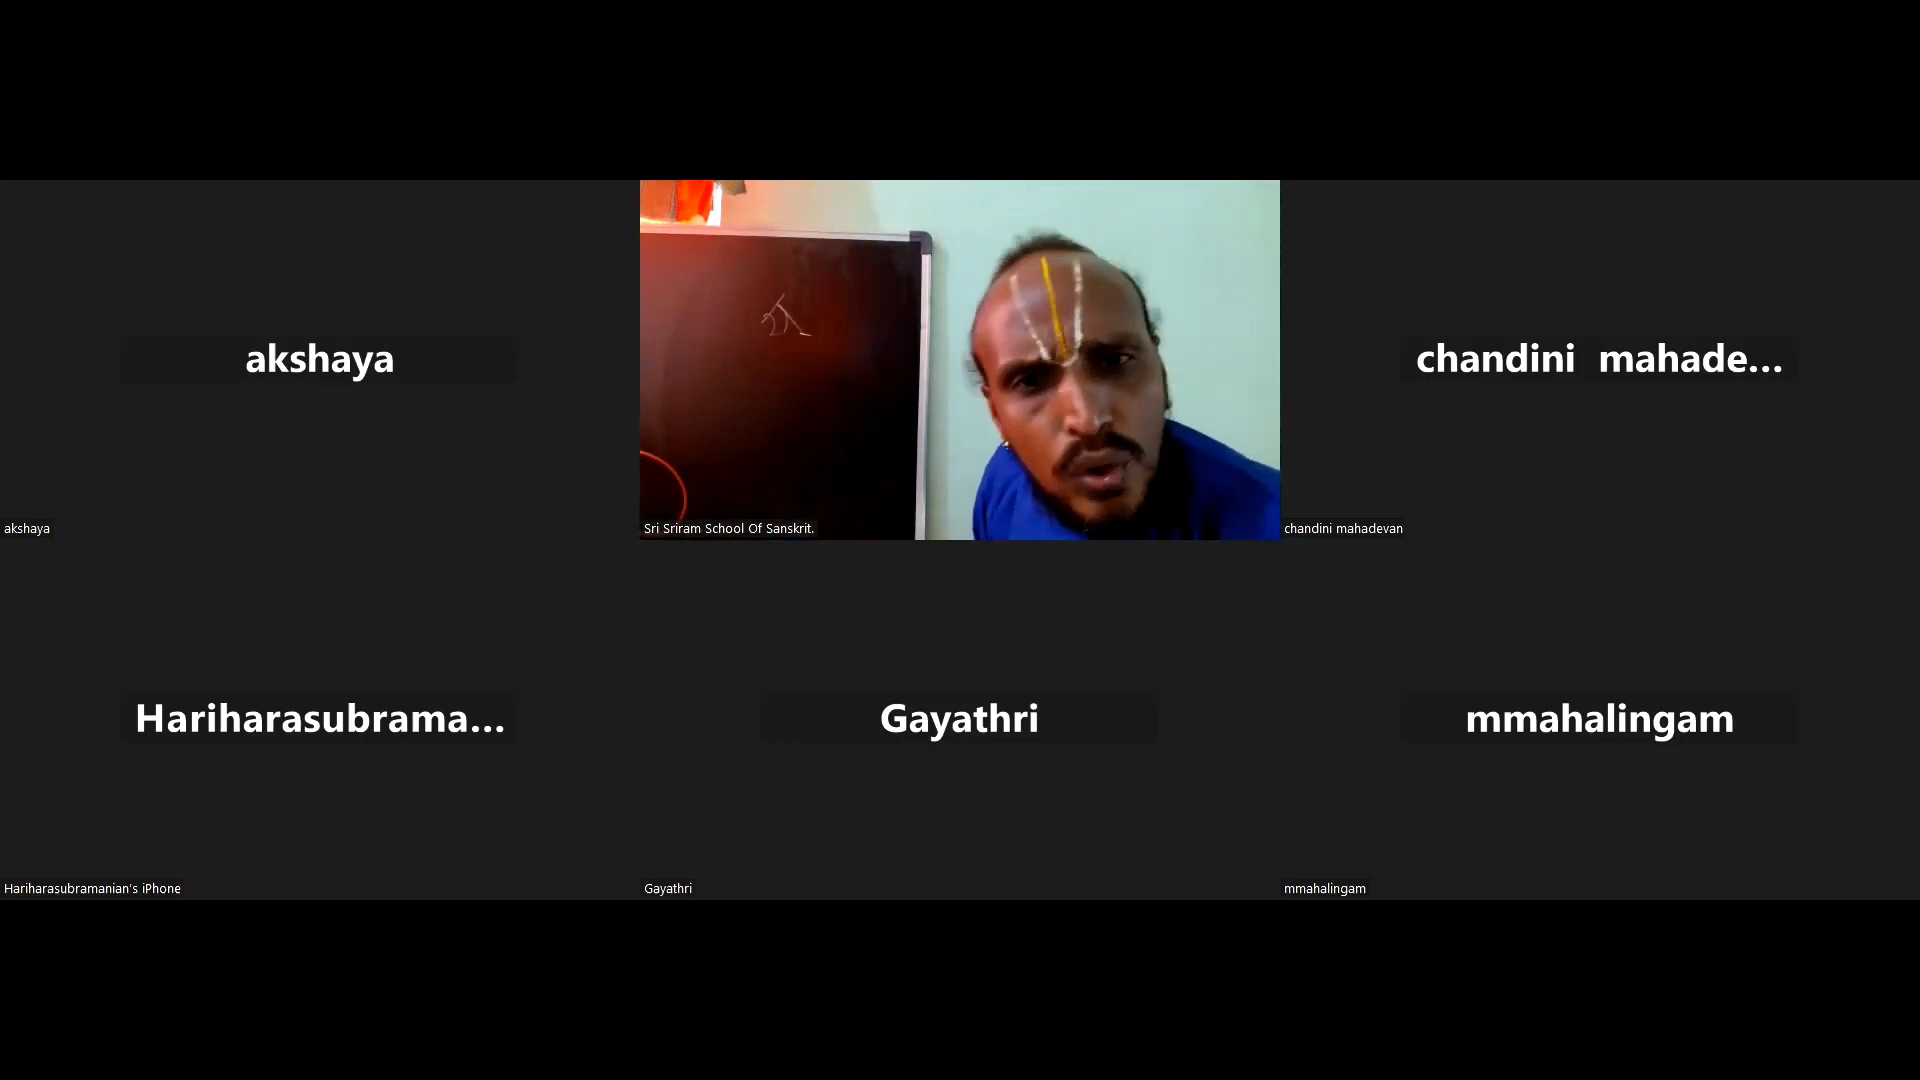 akshaya
chandini mahade...
akshaya
Sri Sriram School Of Sanskrit.
chandini mahadevan
Hariharasubrama...
Gayathri
mmahalingam
Hariharasubramanian's iPhone
Gayathri
mmahalingam